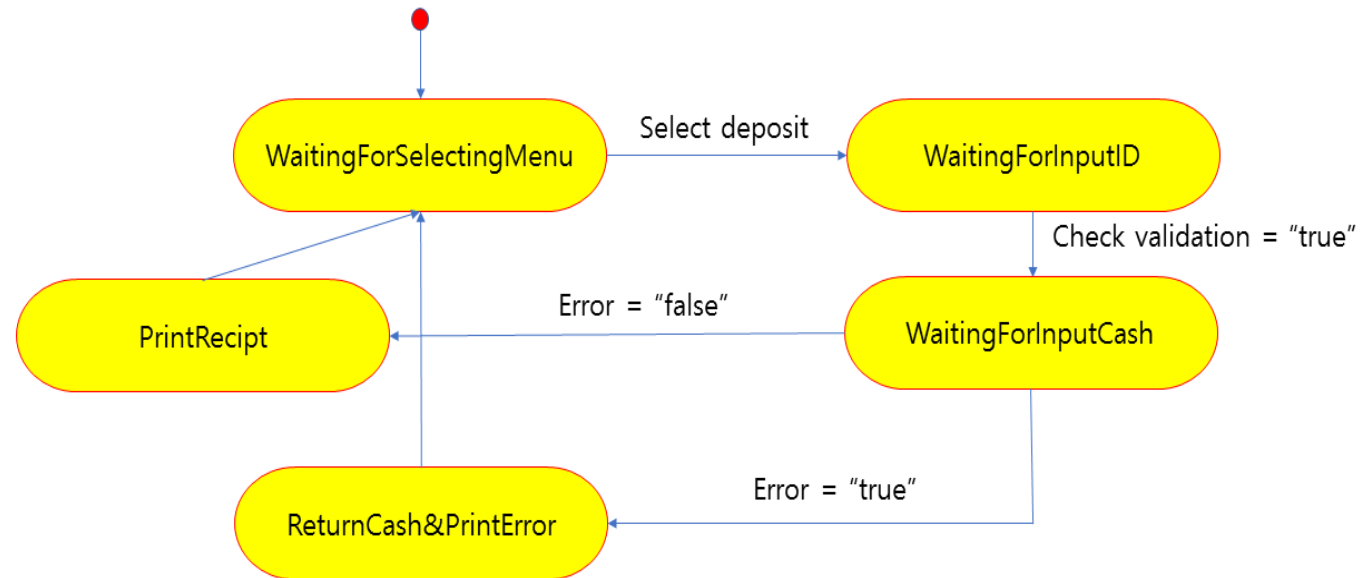 Select deposit
WaitingForSelectingMenu
WaitingForInputID
Check validation = “true”
Error = “false”
PrintRecipt
WaitingForInputCash
Error = “true”
ReturnCash&PrintError